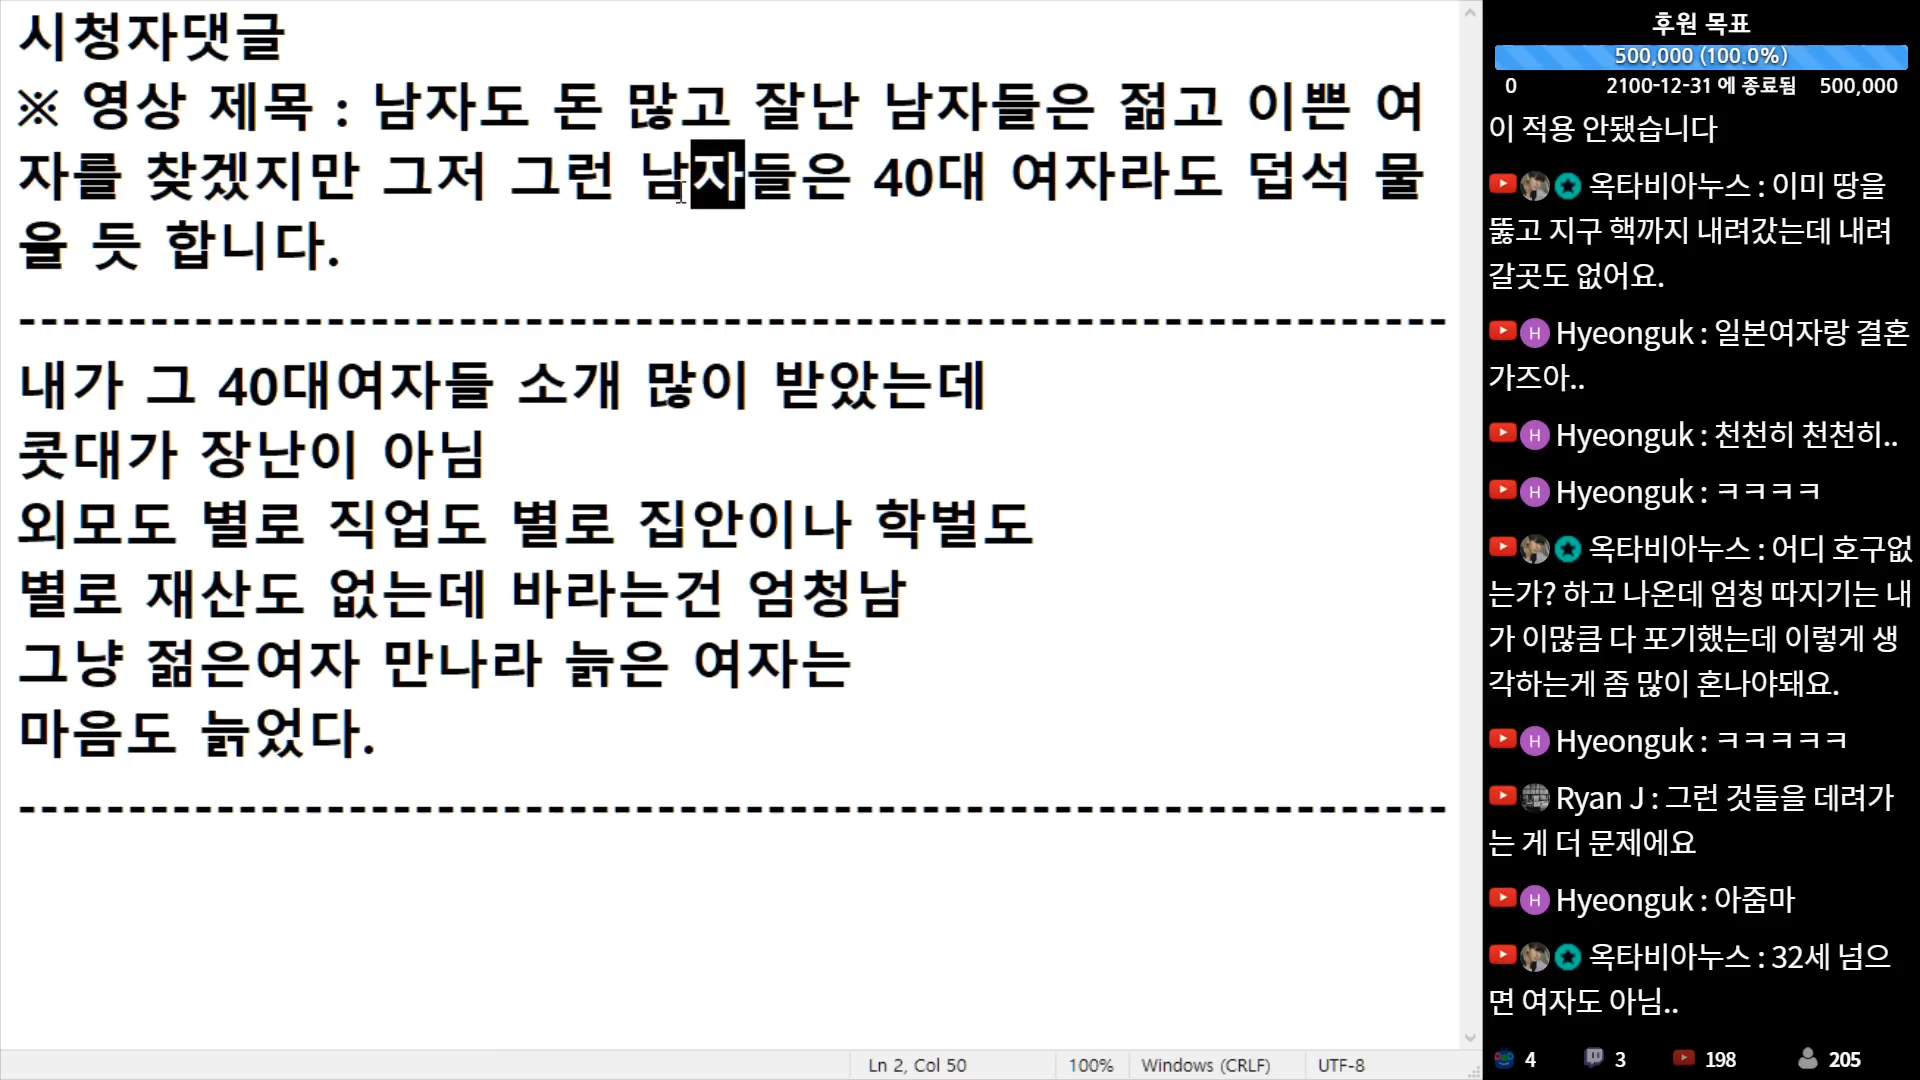 시청자댓글
※ 영상 제목 : 남자도 돈 많고 잘난 남자들은 젊고 이쁜 여
자를 찾겠지만 그저 그런 남자들은 40대 여자라도 덥석 물
을 듯 합니다.
------------------------------------------------------------------
내가 그 40대여자들 소개 많이 받았는데
콧대가 장난이 아님
외모도 별로 직업도 별로 집안이나 학벌도
별로 재산도 없는데 바라는건 엄청남
그냥 젊은여자 만나라 늙은 여자는
마음도 늙었다.
------------------------------------------------------------------
Ln 2, Col 50
100%
Windows (CRLF)
UTF-8
후원 목표
500,000 (100.0%)
0 2100-12-31 에 종료됨 500,000
이 적용 안됐습니다
옥타비아누스 : 이미 땅을
뚫고 지구 핵까지 내려갔는데 내려
갈곳도 없어요.
H Hyeonguk : 일본여자랑 결혼
가즈아..
H Hyeonguk : 천천히 천천히..
H Hyeonguk : ㅋㅋㅋㅋ
옥타비아누스 : 어디 호구없
는가? 하고 나온데 엄청 따지기는 내
가 이많큼 다 포기했는데 이렇게 생
각하는게 좀 많이 혼나야돼요.
H Hyeonguk : ㅋㅋㅋㅋㅋ
Ryan J : 그런 것들을 데려가
는 게 더 문제에요
H Hyeonguk : 아줌마
옥타비아누스 : 32세 넘으
면 여자도 아님..
4 3 198 205